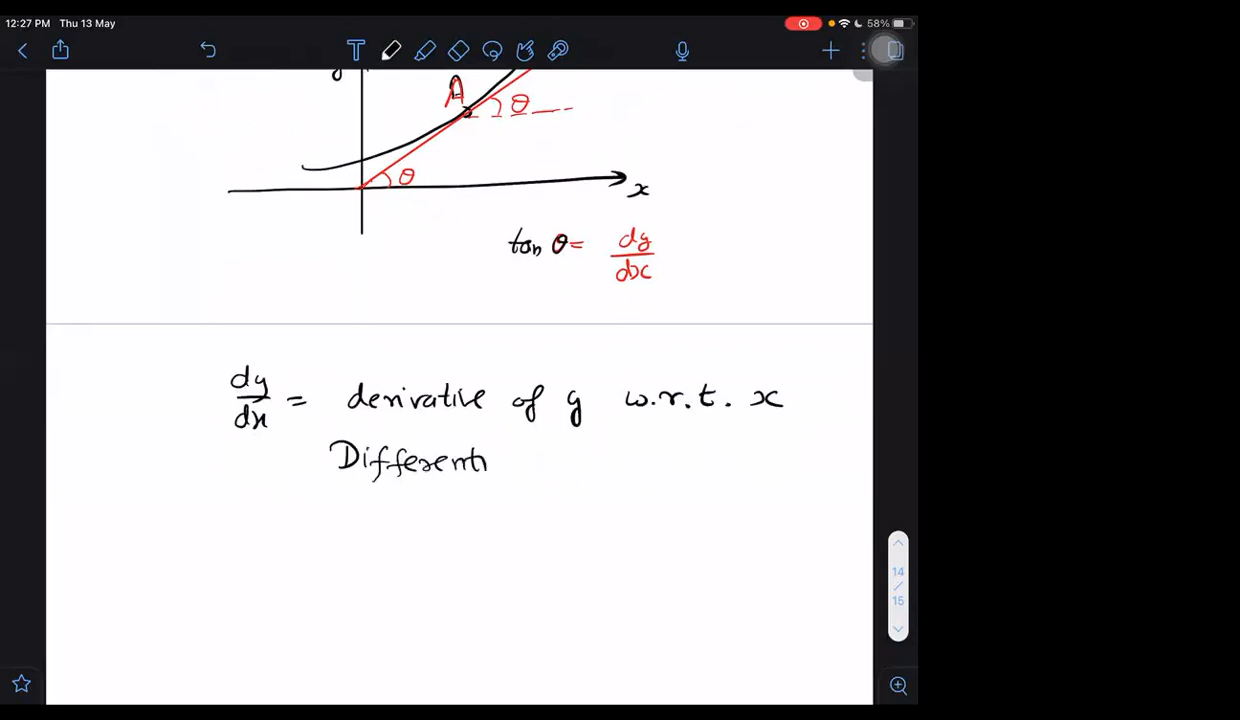 12:27 PM Thu 13 May
58%
T
y
A
θ
θ
x
tan θ = dy/dx
dy/dx = derivative of y w.r.t. x
Differenti
14
/
15